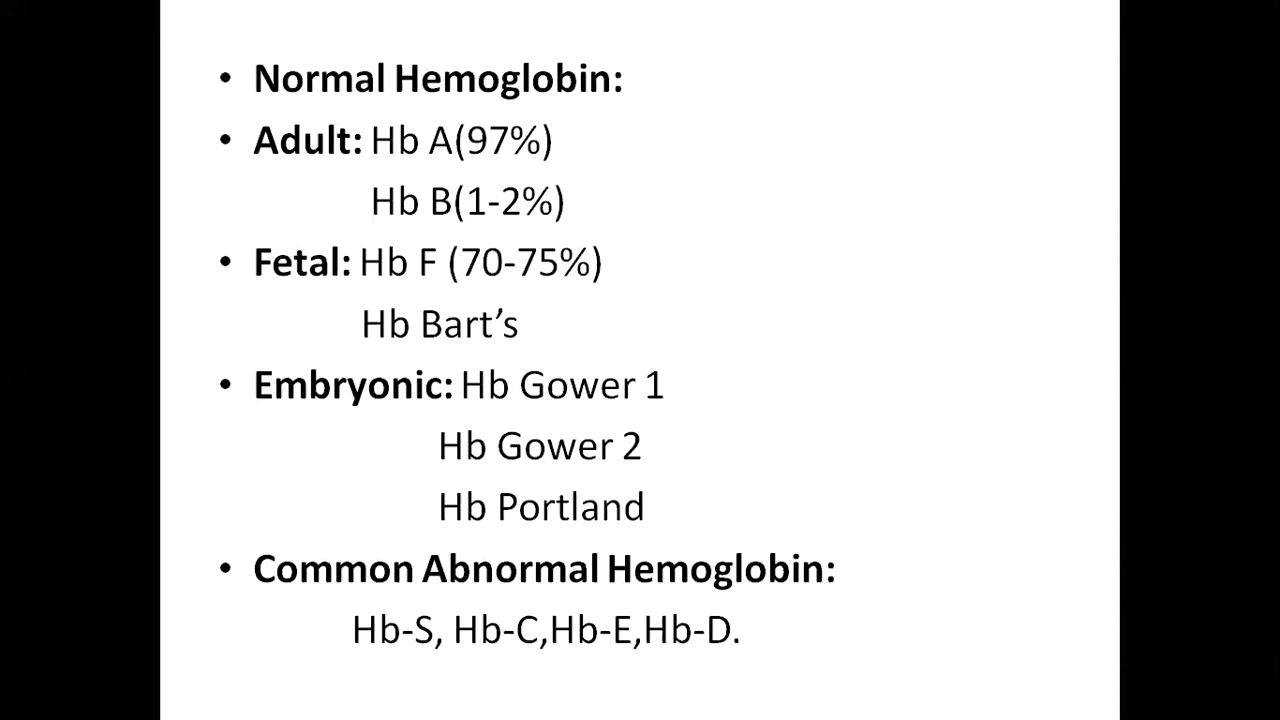 • Normal Hemoglobin:
• Adult: Hb A(97%)
Hb B(1-2%)
• Fetal: Hb F (70-75%)
Hb Bart’s
• Embryonic: Hb Gower 1
Hb Gower 2
Hb Portland
• Common Abnormal Hemoglobin:
Hb-S, Hb-C,Hb-E,Hb-D.